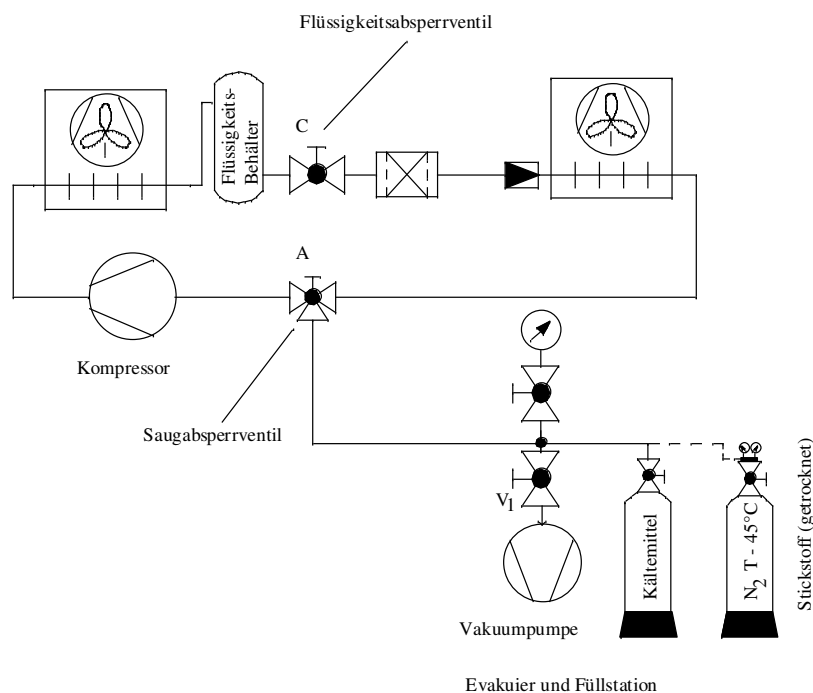 Flüssigkeitsabsperrventil
Flüssigkeits-
Behälter
C
A
Kompressor
Saugabsperrventil
V1
Vakuumpumpe
Kältemittel
N2 T - 45°C
Stickstoff (getrocknet)
Evakuier und Füllstation